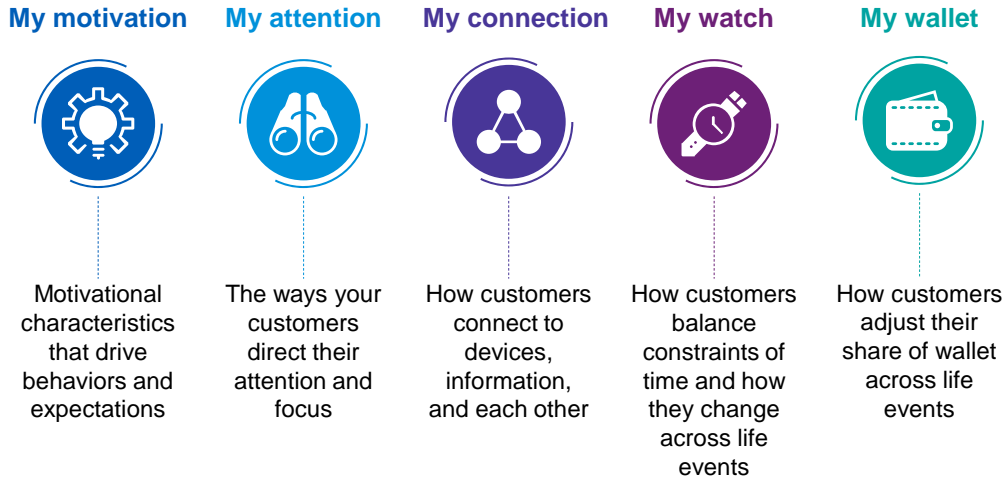 My motivation
Motivational
characteristics
that drive
behaviors and
expectations
My attention
The ways your
customers
direct their
attention and
focus
My connection
How customers
connect to
devices,
information,
and each other
My watch
How customers
balance
constraints of
time and how
they change
across life
events
My wallet
How customers
adjust their
share of wallet
across life
events